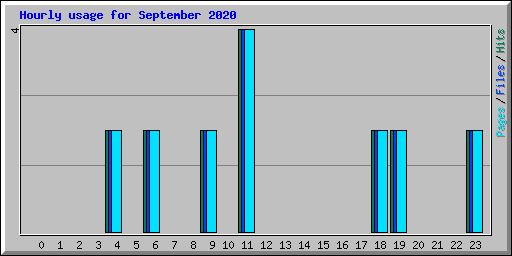 Hourly usage for September 2020
4
Pages/Files/Hits
0 1 2 3 4 5 6 7 8 9 10 11 12 13 14 15 16 17 18 19 20 21 22 23